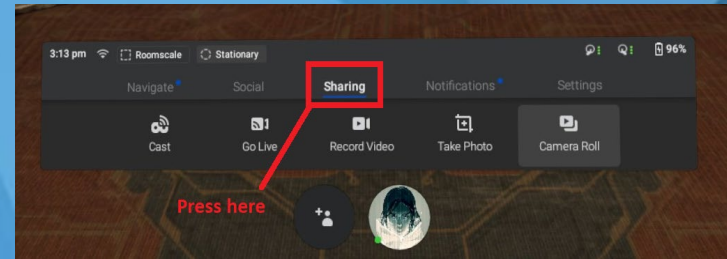 3:13 pm Roomscale Stationary 96%
Navigate Social Sharing Notifications Settings
Cast Go Live Record Video Take Photo Camera Roll
Press here